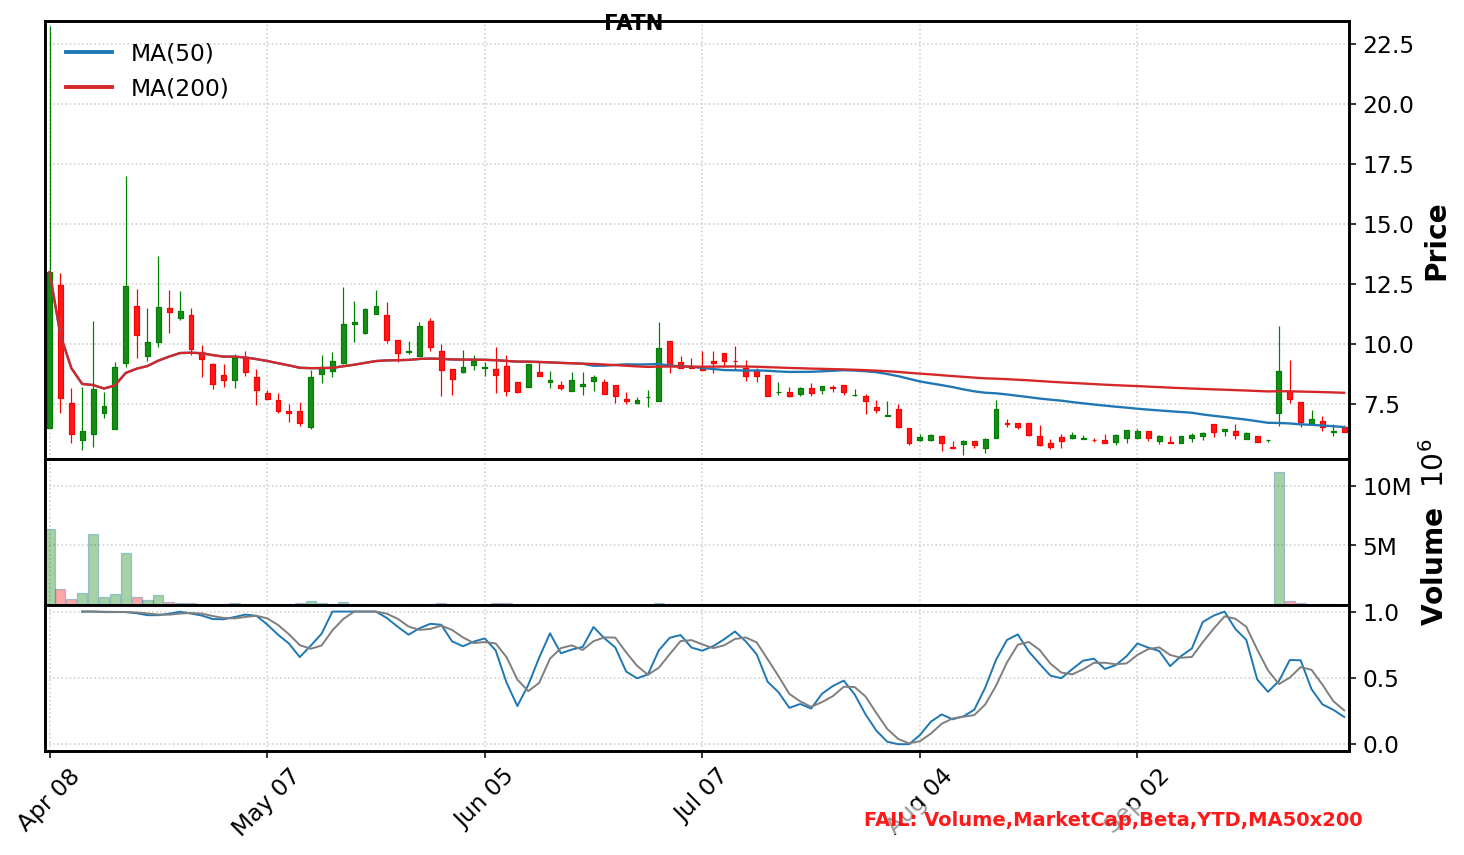 FATN
MA(50)
MA(200)
22.5
20.0
17.5
15.0
12.5
10.0
7.5
Price
10M
5M
Volume 10^6
1.0
0.5
0.0
Apr 08
May 07
Jun 05
Jul 07
Aug 04
Sep 02
FAIL: Volume,MarketCap,Beta,YTD,MA50x200